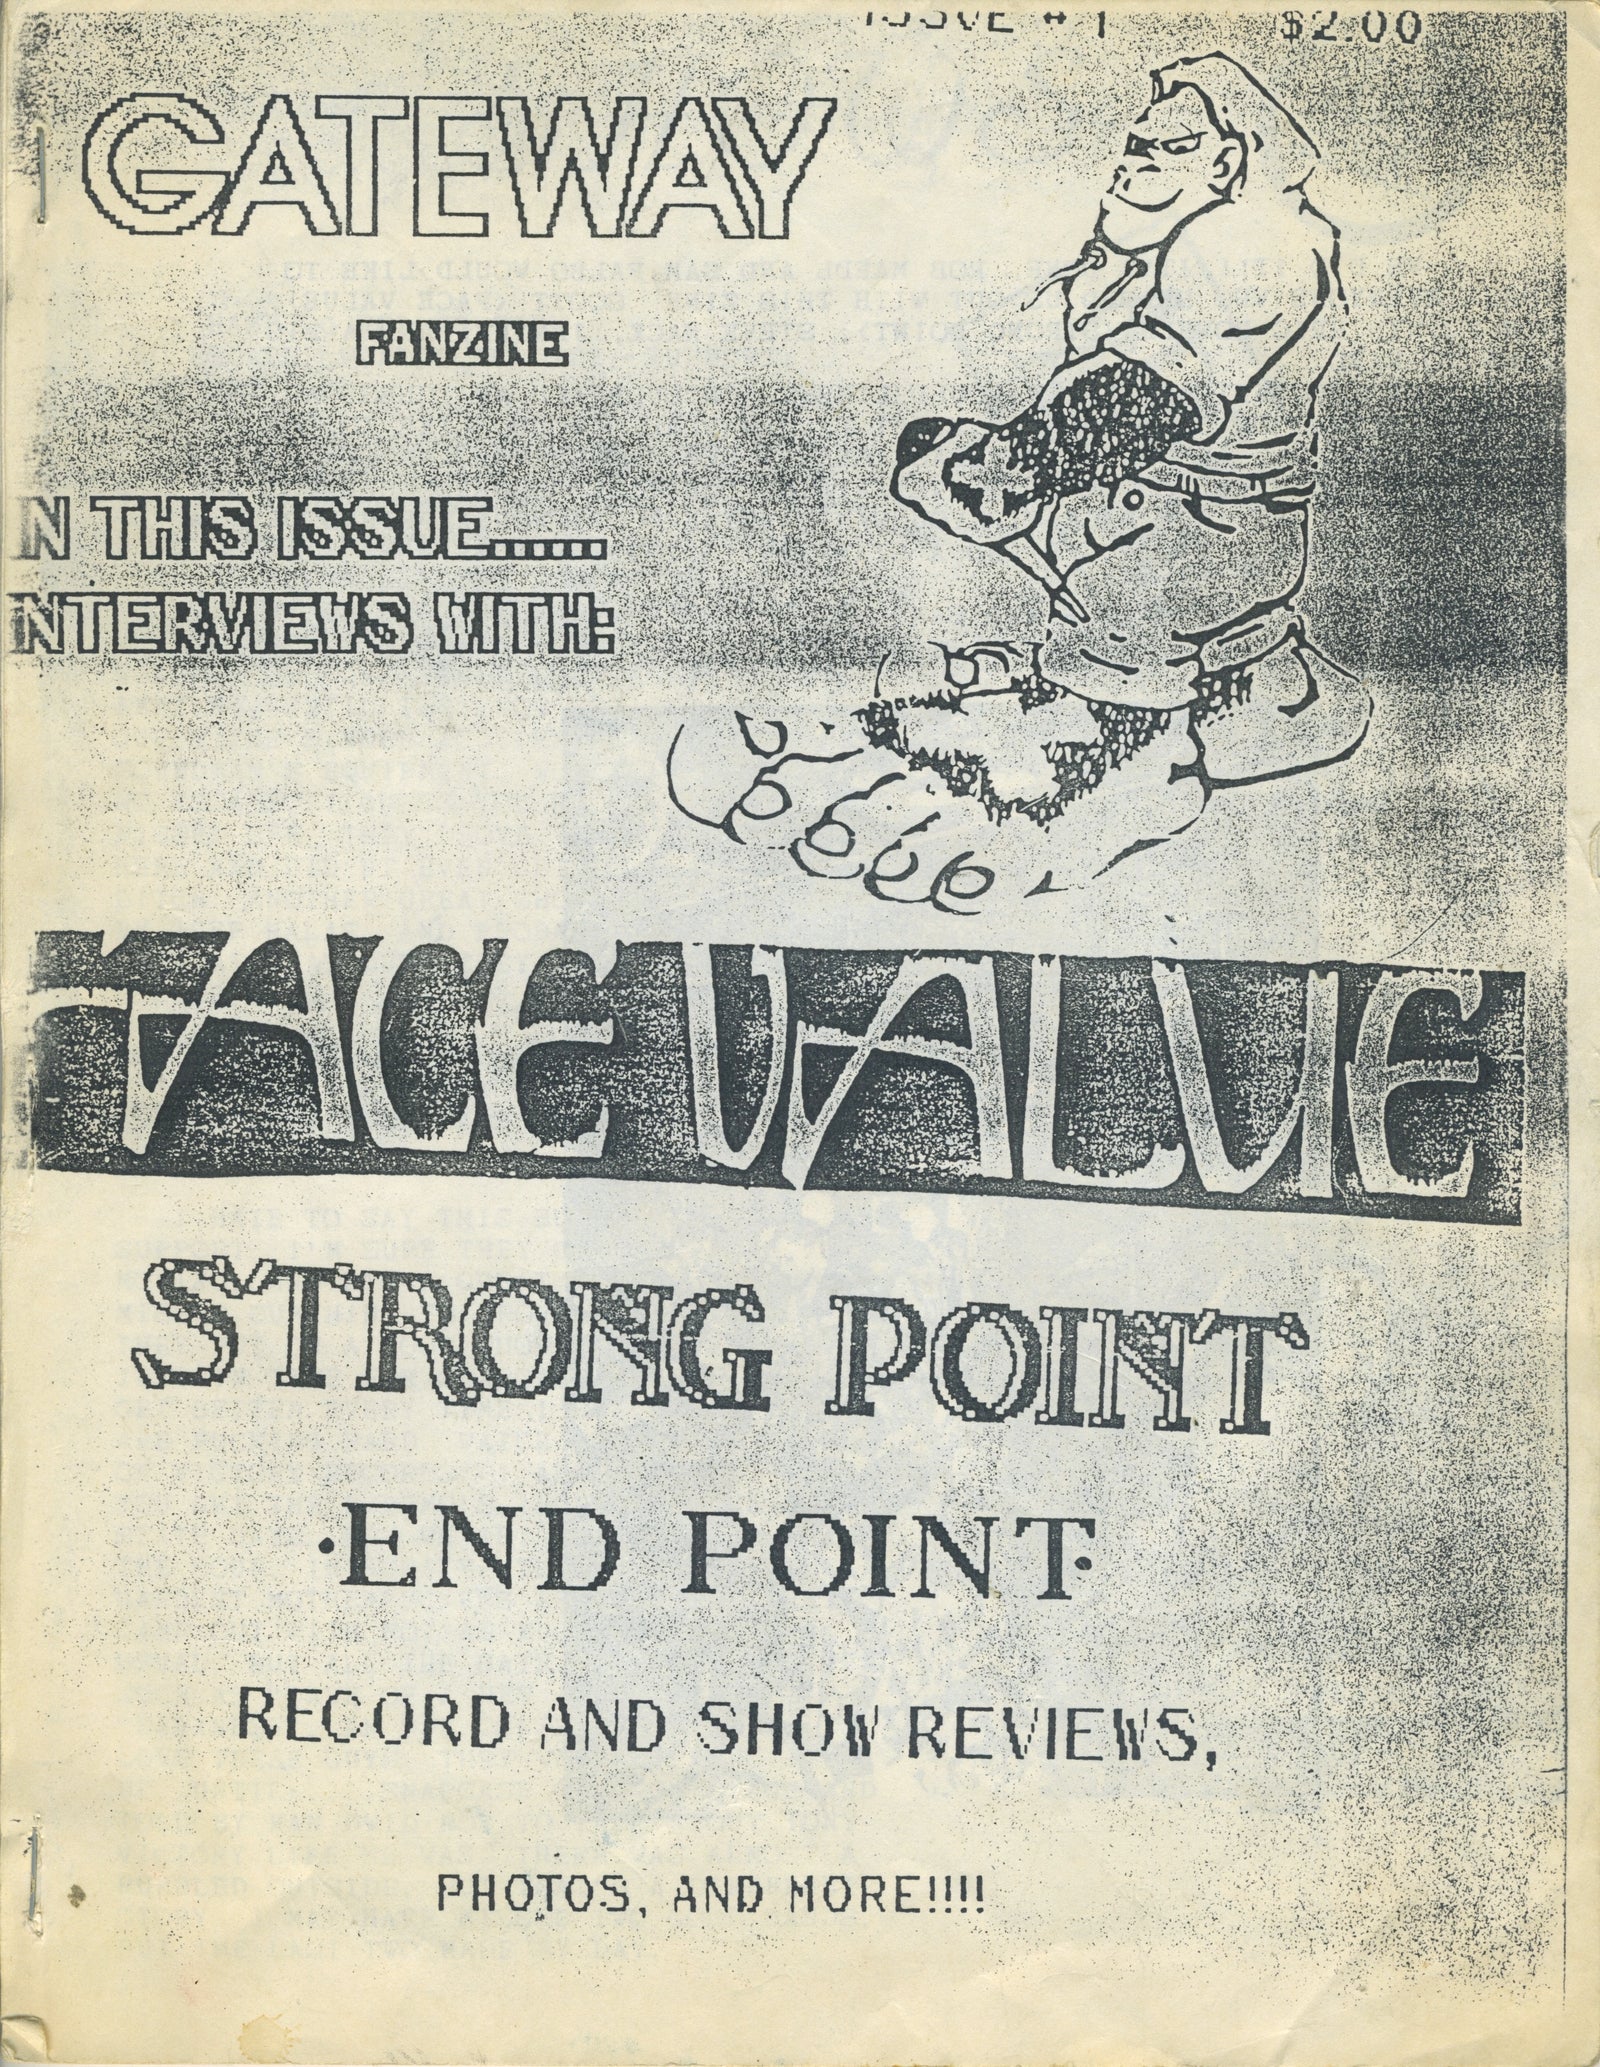 ISSUE # 1 $2.00
GATEWAY
FANZINE
N THIS ISSUE......
NTERVIEWS WITH:
FACE VALUE
STRONG POINT
·END POINT·
RECORD AND SHOW REVIEWS,
PHOTOS, AND MORE!!!!